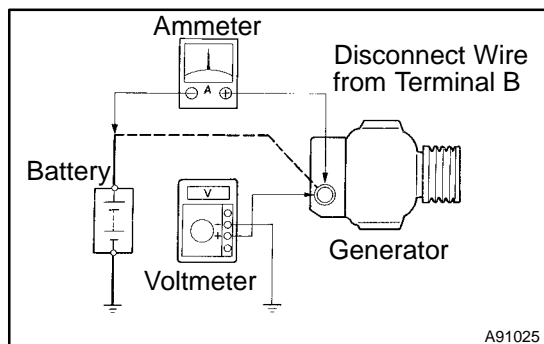 Ammeter
Disconnect Wire
from Terminal B
A
Battery
V
Voltmeter
Generator
A91025